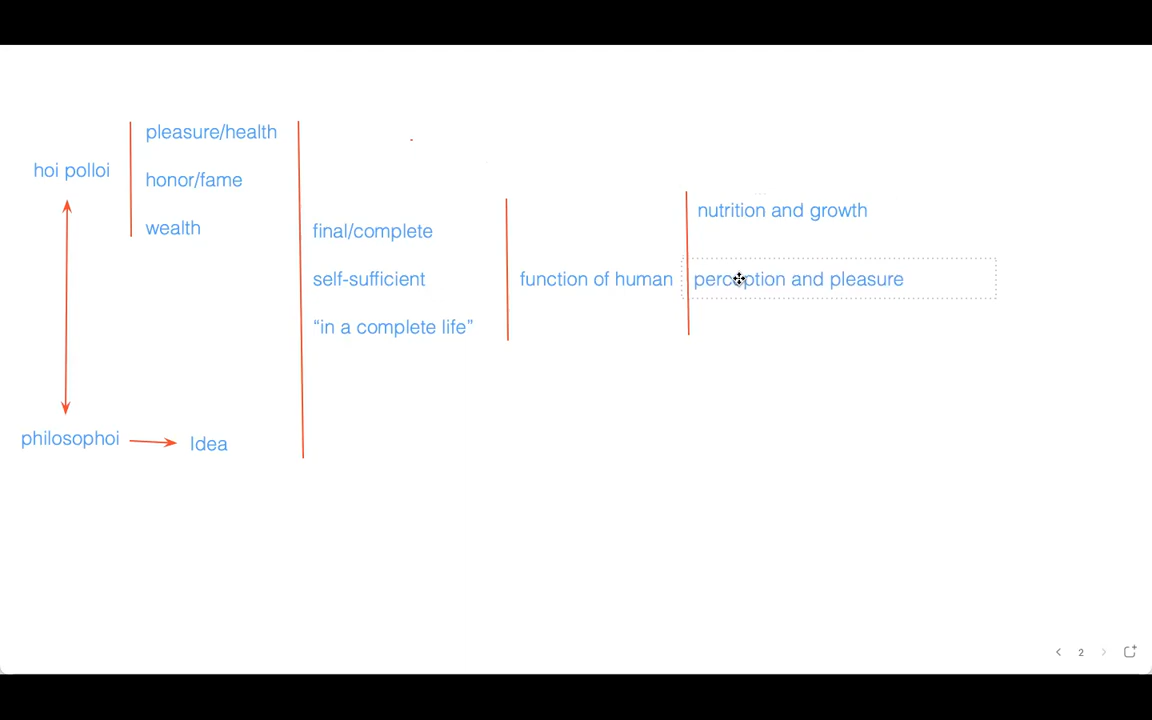 hoi polloi
pleasure/health
honor/fame
wealth
philosophoi
Idea
final/complete
self-sufficient
“in a complete life”
function of human
nutrition and growth
perception and pleasure
2